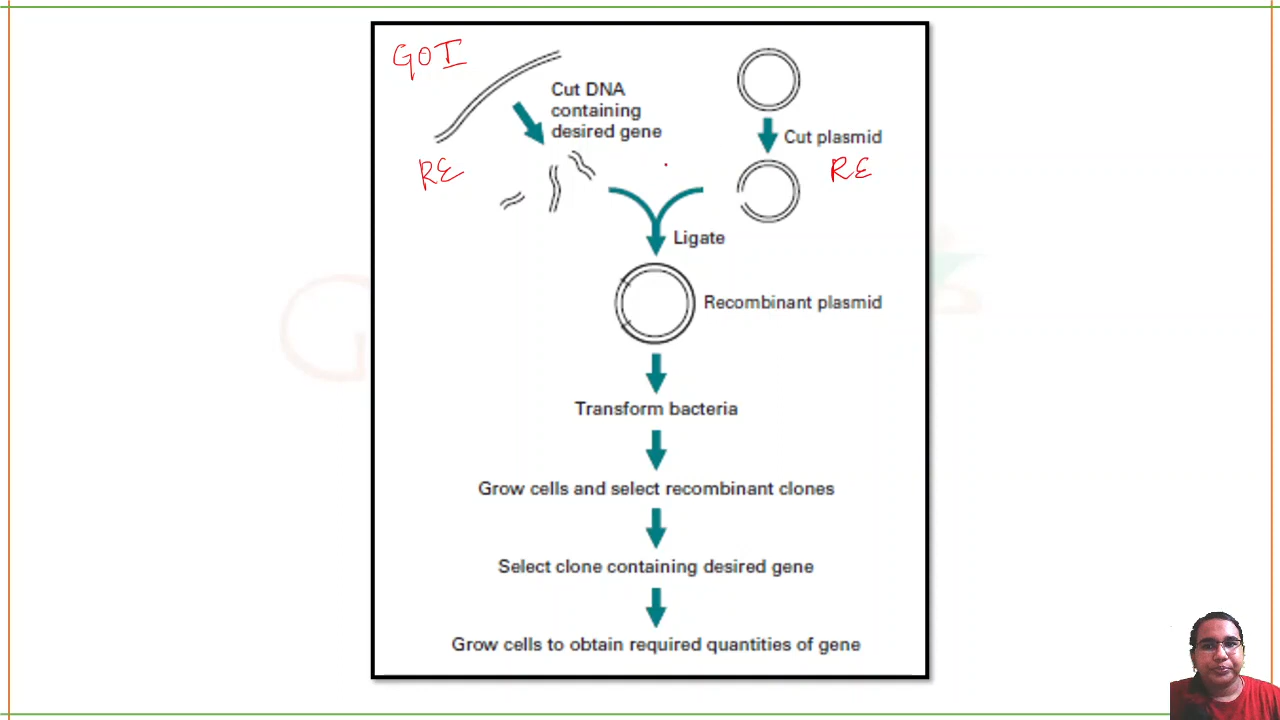 GOI
Cut DNA
containing
desired gene
Cut plasmid
RE
RE
Ligate
Recombinant plasmid
Transform bacteria
Grow cells and select recombinant clones
Select clone containing desired gene
Grow cells to obtain required quantities of gene